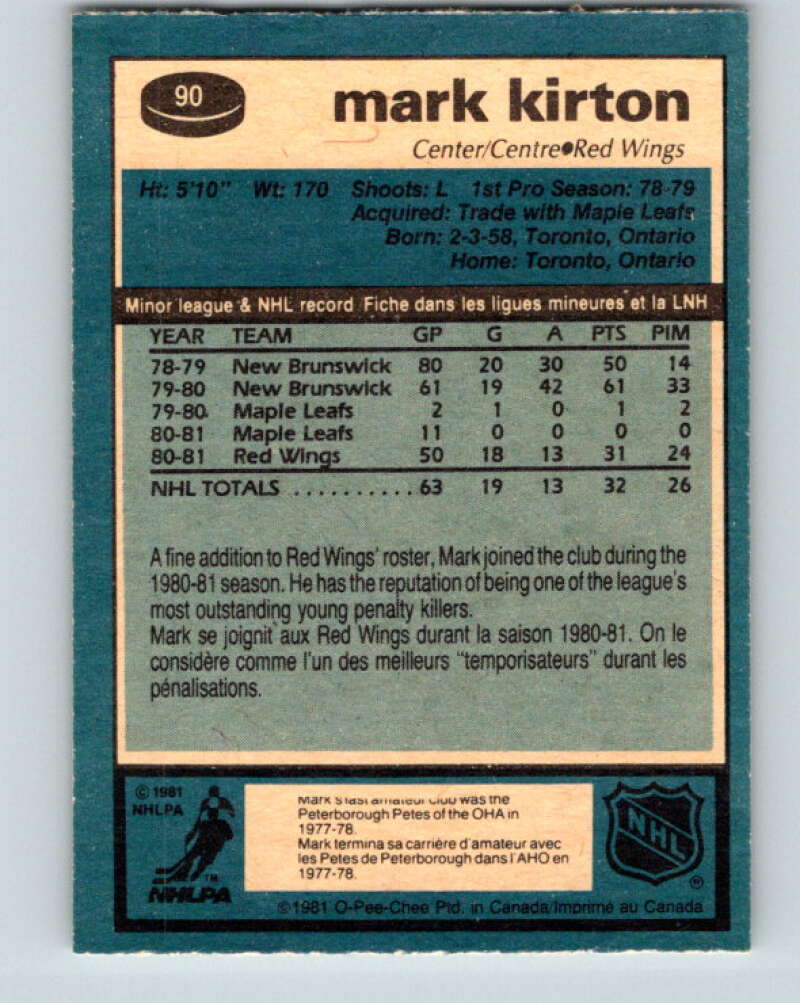 90
mark kirton
Center/Centre●Red Wings
Ht: 5'10" Wt: 170 Shoots: L 1st Pro Season: 78-79
Acquired: Trade with Maple Leafs
Born: 2-3-58, Toronto, Ontario
Home: Toronto, Ontario
Minor league & NHL record Fiche dans les ligues mineures et la LNH
YEAR TEAM GP G A PTS PIM
78-79 New Brunswick 80 20 30 50 14
79-80 New Brunswick 61 19 42 61 33
79-80 Maple Leafs 2 1 0 1 2
80-81 Maple Leafs 11 0 0 0 0
80-81 Red Wings 50 18 13 31 24
NHL TOTALS .......... 63 19 13 32 26
A fine addition to Red Wings' roster, Mark joined the club during the
1980-81 season. He has the reputation of being one of the league's
most outstanding young penalty killers.
Mark se joignit aux Red Wings durant la saison 1980-81. On le
considère comme l'un des meilleurs "temporisateurs" durant les
pénalisations.
© 1981
NHLPA
TM
NHLPA
Mark's last amateur club was the
Peterborough Petes of the OHA in
1977-78.
Mark termina sa carrière d'amateur avec
les Petes de Peterborough dans l'AHO en
1977-78.
NHL
®
©1981 O-Pee-Chee Ptd. in Canada/Imprimé au Canada